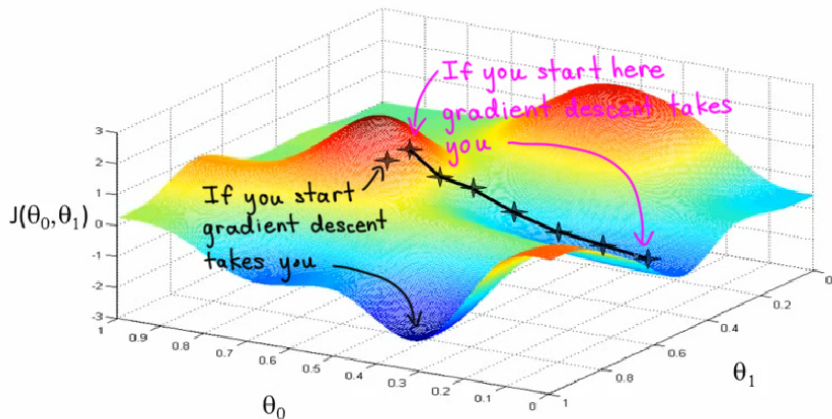 If you start here
gradient descent takes
you
If you start
gradient descent
takes you
J(θ₀,θ₁)
3
2
1
0
-1
-2
-3
1
0.9
0.8
0.7
0.6
0.5
0.4
0.3
0.2
0.1
0
θ₀
1
0.8
0.6
0.4
0.2
0
θ₁